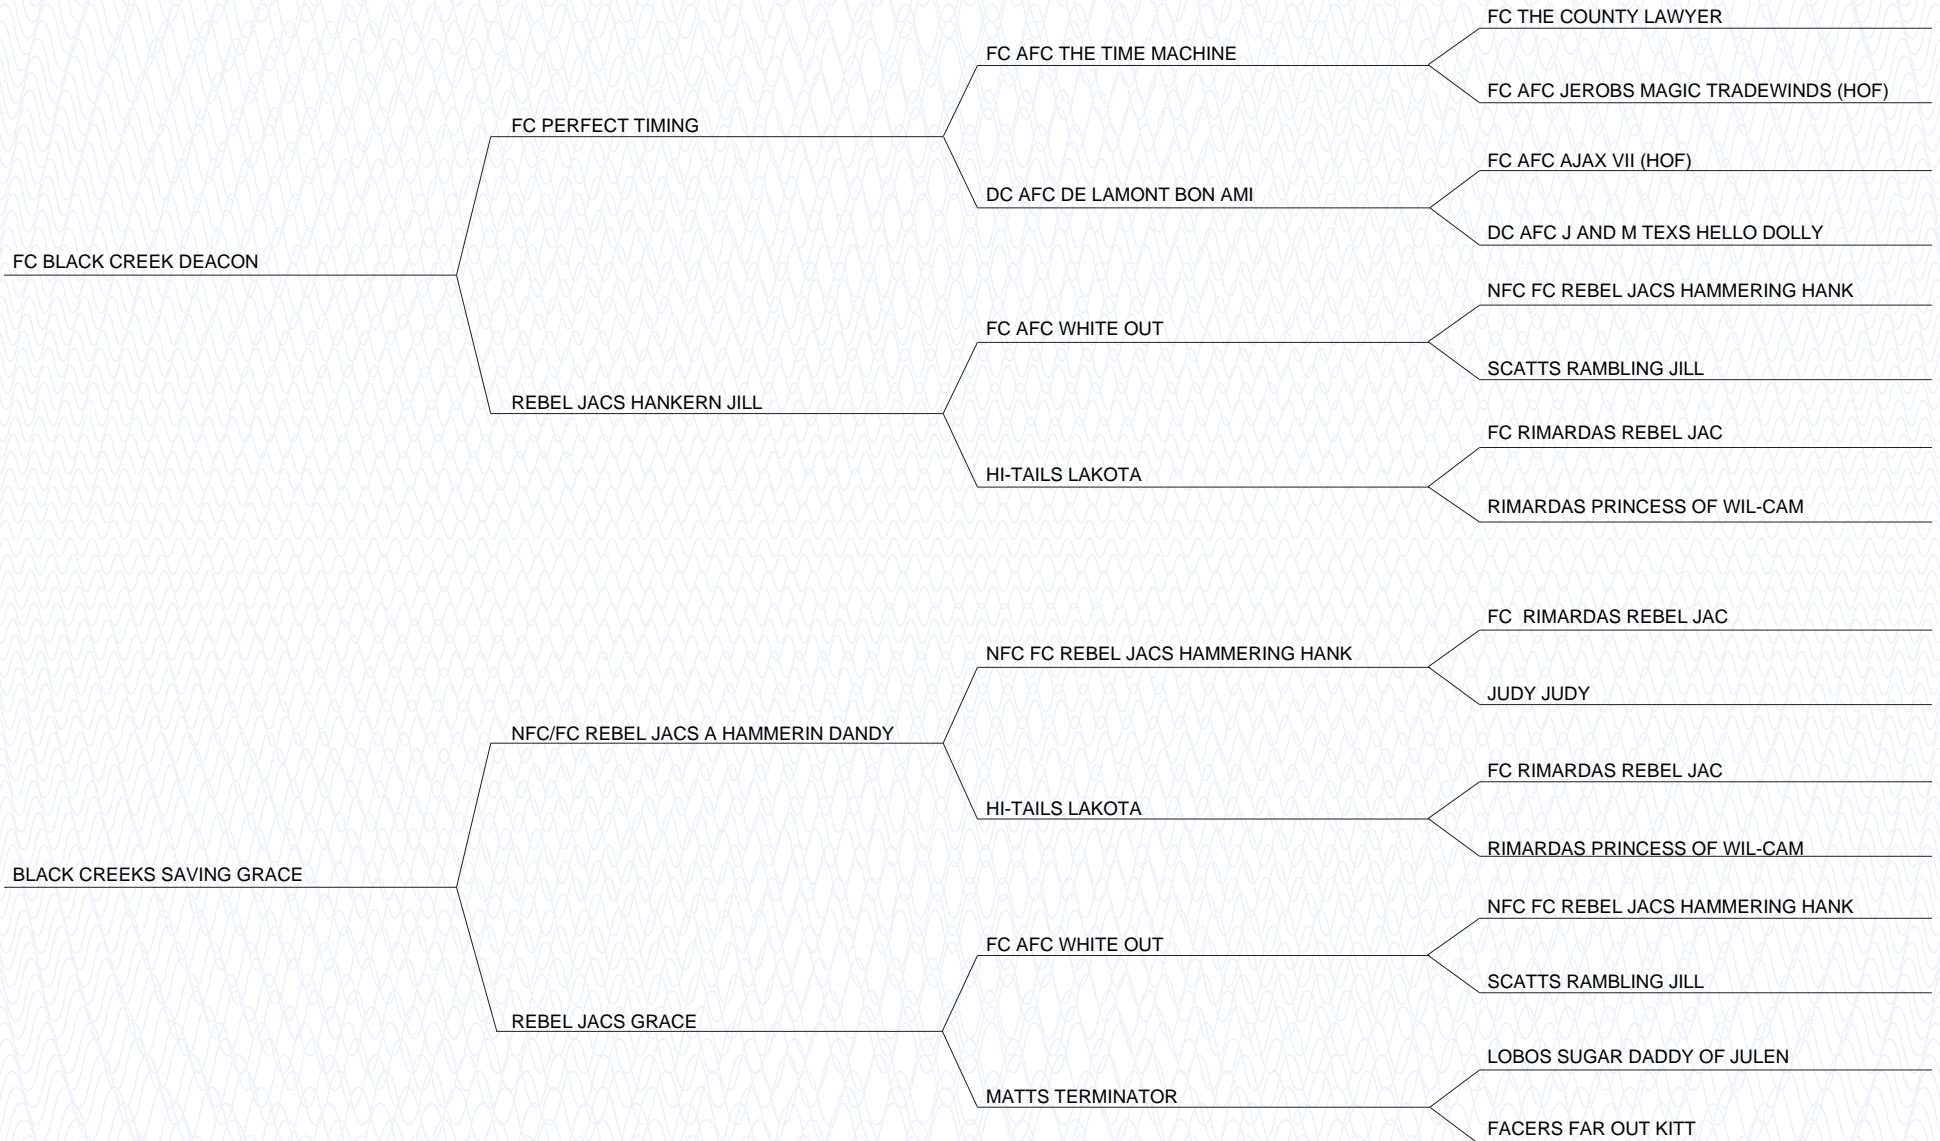 FC THE COUNTY LAWYER
FC AFC THE TIME MACHINE
FC AFC JEROBS MAGIC TRADEWINDS (HOF)
FC PERFECT TIMING
FC AFC AJAX VII (HOF)
DC AFC DE LAMONT BON AMI
DC AFC J AND M TEXS HELLO DOLLY
FC BLACK CREEK DEACON
NFC FC REBEL JACS HAMMERING HANK
FC AFC WHITE OUT
SCATTS RAMBLING JILL
REBEL JACS HANKERN JILL
FC RIMARDAS REBEL JAC
HI-TAILS LAKOTA
RIMARDAS PRINCESS OF WIL-CAM
FC  RIMARDAS REBEL JAC
NFC FC REBEL JACS HAMMERING HANK
JUDY JUDY
NFC/FC REBEL JACS A HAMMERIN DANDY
FC RIMARDAS REBEL JAC
HI-TAILS LAKOTA
RIMARDAS PRINCESS OF WIL-CAM
BLACK CREEKS SAVING GRACE
NFC FC REBEL JACS HAMMERING HANK
FC AFC WHITE OUT
SCATTS RAMBLING JILL
REBEL JACS GRACE
LOBOS SUGAR DADDY OF JULEN
MATTS TERMINATOR
FACERS FAR OUT KITT